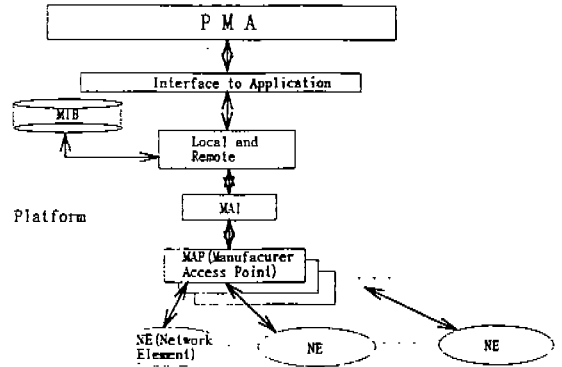 P M A
Interface to Application
MIB
Local and
Remote
MAI
Platform
MAP(Manufacurer
Access Point)
NE(Network
Element)
NE
NE